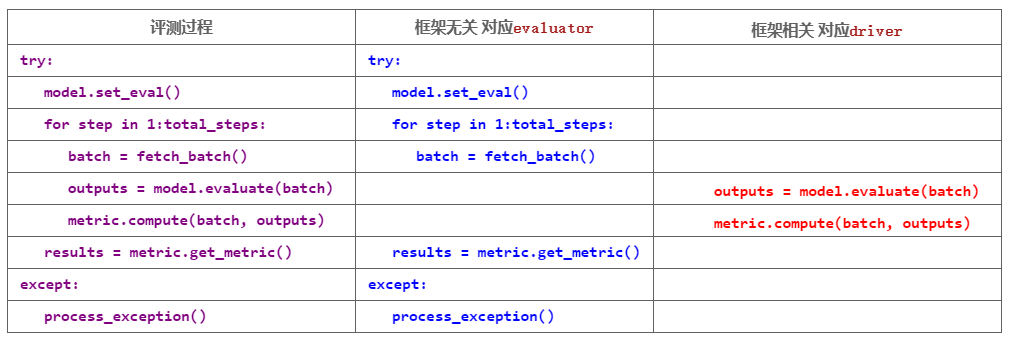 评测过程 框架无关 对应evaluator 框架相关 对应driver
try: try:
model.set_eval() model.set_eval()
for step in 1:total_steps: for step in 1:total_steps:
batch = fetch_batch() batch = fetch_batch()
outputs = model.evaluate(batch) outputs = model.evaluate(batch)
metric.compute(batch, outputs) metric.compute(batch, outputs)
results = metric.get_metric() results = metric.get_metric()
except: except:
process_exception() process_exception()